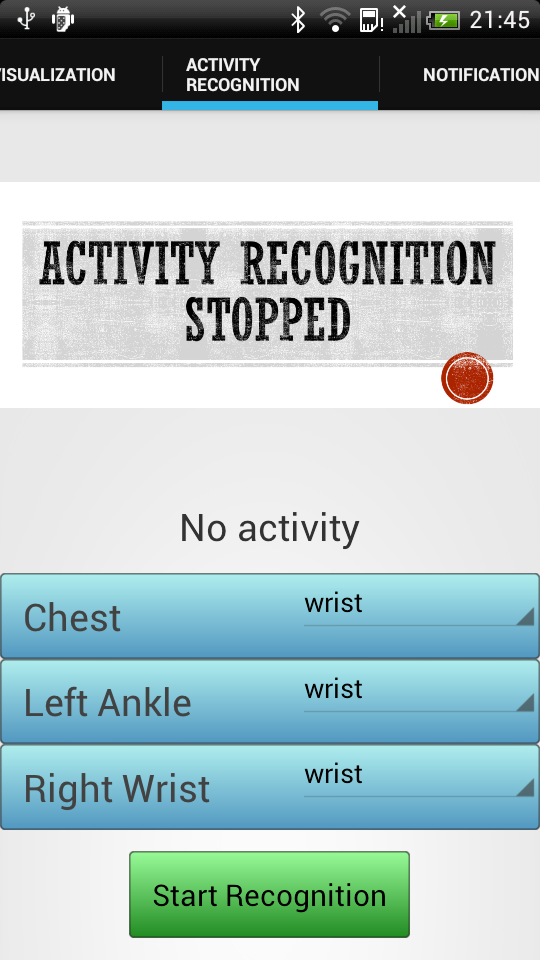 21:45
ISUALIZATION
ACTIVITY
RECOGNITION
NOTIFICATION
ACTIVITY RECOGNITION
STOPPED
No activity
Chest
wrist
Left Ankle
wrist
Right Wrist
wrist
Start Recognition